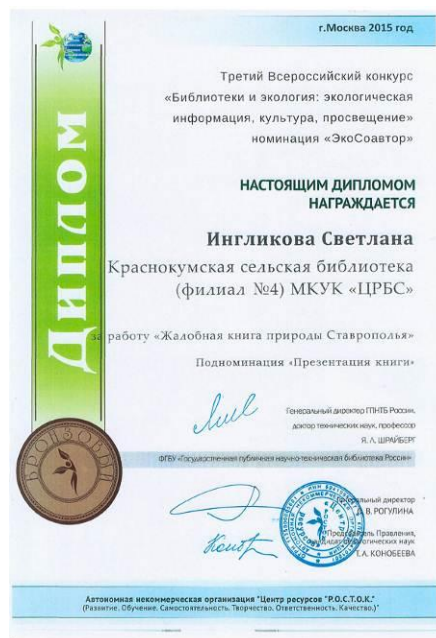 г.Москва 2015 год
Третий Всероссийский конкурс
«Библиотеки и экология: экологическая
информация, культура, просвещение»
номинация «ЭкоСоавтор»
Диплом
НАСТОЯЩИМ ДИПЛОМОМ
НАГРАЖДАЕТСЯ
Ингликова Светлана
Краснокумская сельская библиотека
(филиал №4) МКУК «ЦРБС»
за работу «Жалобная книга природы Ставрополья»
Подноминация «Презентация книги»
Генеральный директор ГПНТБ России,
доктор технических наук, профессор
Я. Л. ШРАЙБЕРГ
ФГБУ «Государственная публичная научно-техническая библиотека России»
БРОНЗОВЫЙ
директор
В. РОГУЛИНА
Председатель Правления,
наук
Т.А. КОНОБЕЕВА
Автономная некоммерческая организация "Центр ресурсов "Р.О.С.Т.О.К."
(Развитие. Обучение. Самостоятельность. Творчество. Ответственность. Качество.)"